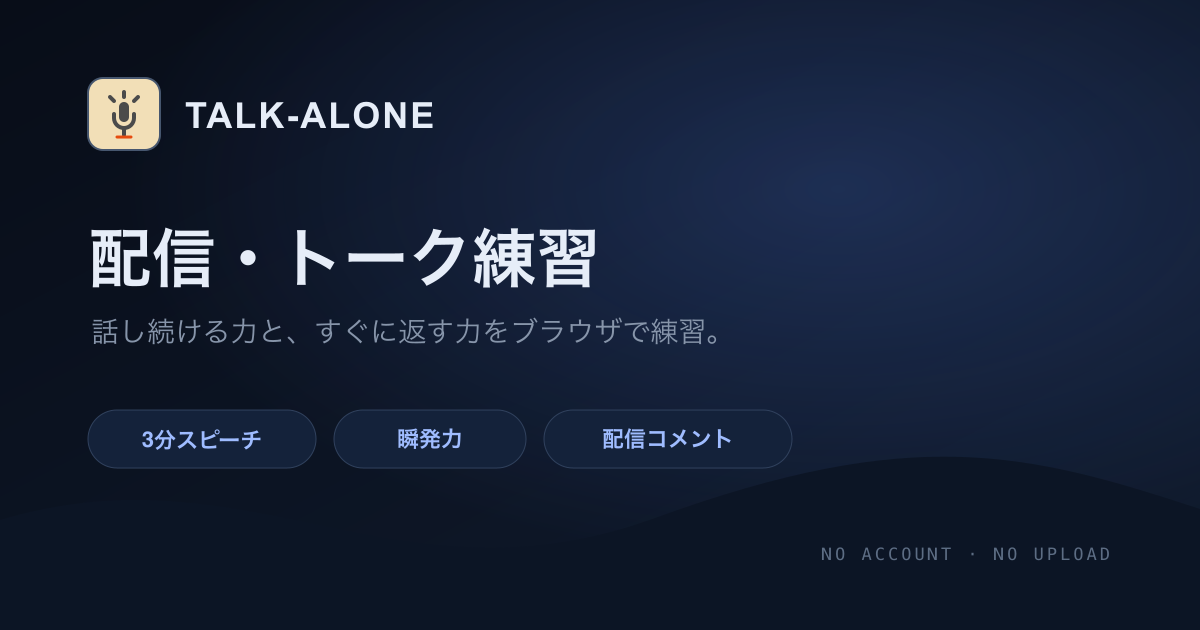 TALK-ALONE
配信・トーク練習
話し続ける力と、すぐに返す力をブラウザで練習。
3分スピーチ
瞬発力
配信コメント
NO ACCOUNT · NO UPLOAD